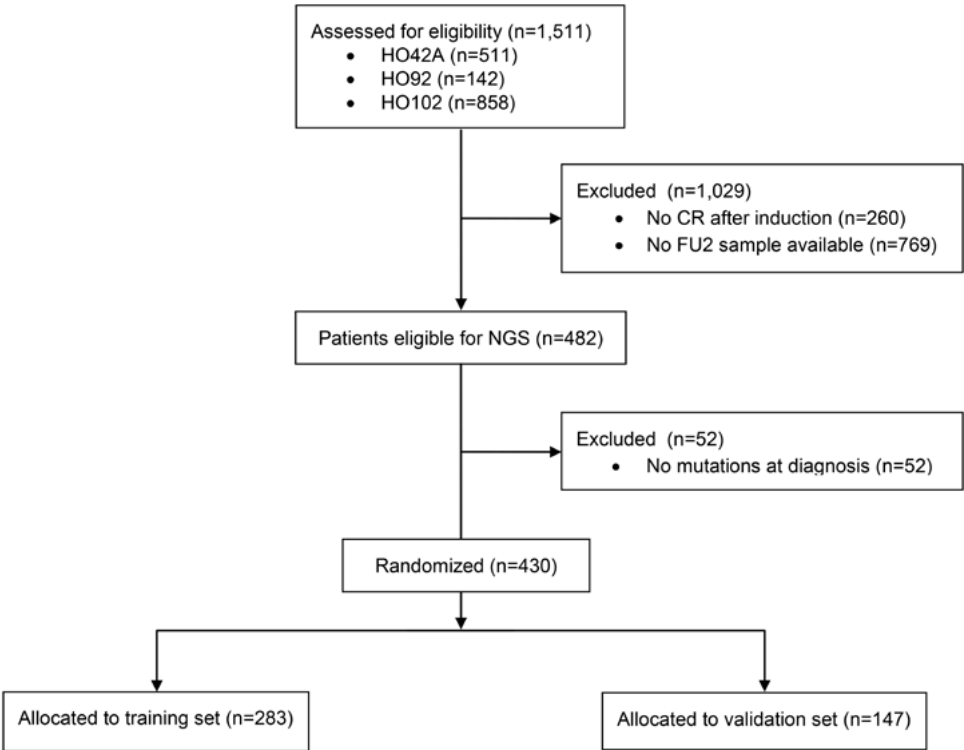 Assessed for eligibility (n=1,511)
• HO42A (n=511)
• HO92 (n=142)
• HO102 (n=858)
Excluded (n=1,029)
• No CR after induction (n=260)
• No FU2 sample available (n=769)
Patients eligible for NGS (n=482)
Excluded (n=52)
• No mutations at diagnosis (n=52)
Randomized (n=430)
Allocated to training set (n=283)
Allocated to validation set (n=147)